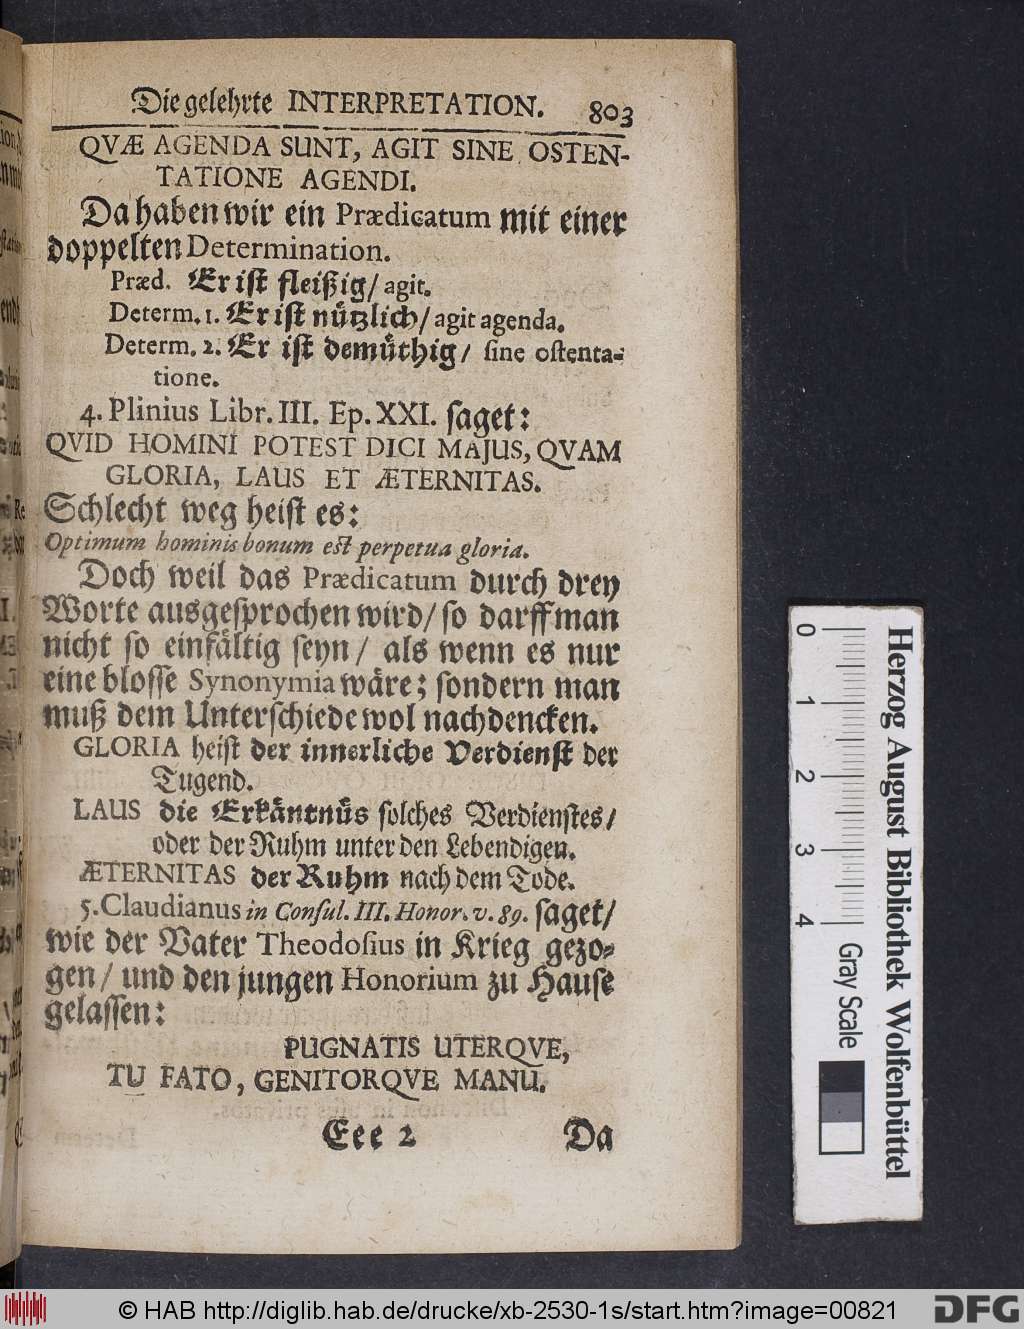 Die gelehrte INTERPRETATION. 803
QVÆ AGENDA SUNT, AGIT SINE OSTEN-
TATIONE AGENDI.
Da haben wir ein Prædicatum mit einer
doppelten Determination.
Præd. Er ist fleißig/ agit.
Determ. 1. Er ist nützlich/ agit agenda.
Determ. 2. Er ist demüthig/ sine ostenta-
tione.
4. Plinius Libr. III. Ep. XXI. saget:
QVID HOMINI POTEST DICI MAJUS, QVAM
GLORIA, LAUS ET ÆTERNITAS.
Schlecht weg heist es:
Optimum hominis bonum est perpetua gloria.
Doch weil das Prædicatum durch drey
Worte ausgesprochen wird/ so darff man
nicht so einfältig seyn/ als wenn es nur
eine blosse Synonymia wäre; sondern man
muß dem Unterschiede wol nachdencken.
GLORIA heist der innerliche Verdienst der
Tugend.
LAUS die Erkäntnüs solches Verdienstes/
oder der Ruhm unter den Lebendigen.
ÆTERNITAS der Ruhm nach dem Tode.
5. Claudianus in Consul. III. Honor. v. 89. saget/
wie der Vater Theodosius in Krieg gezo-
gen/ und den jungen Honorium zu Hause
gelassen:
PUGNATIS UTERQVE,
TU FATO, GENITORQVE MANU.
Eee 2 Da
0 1 2 3 4 Gray Scale
Herzog August Bibliothek Wolfenbüttel
© HAB http://diglib.hab.de/drucke/xb-2530-1s/start.htm?image=00821 DFG